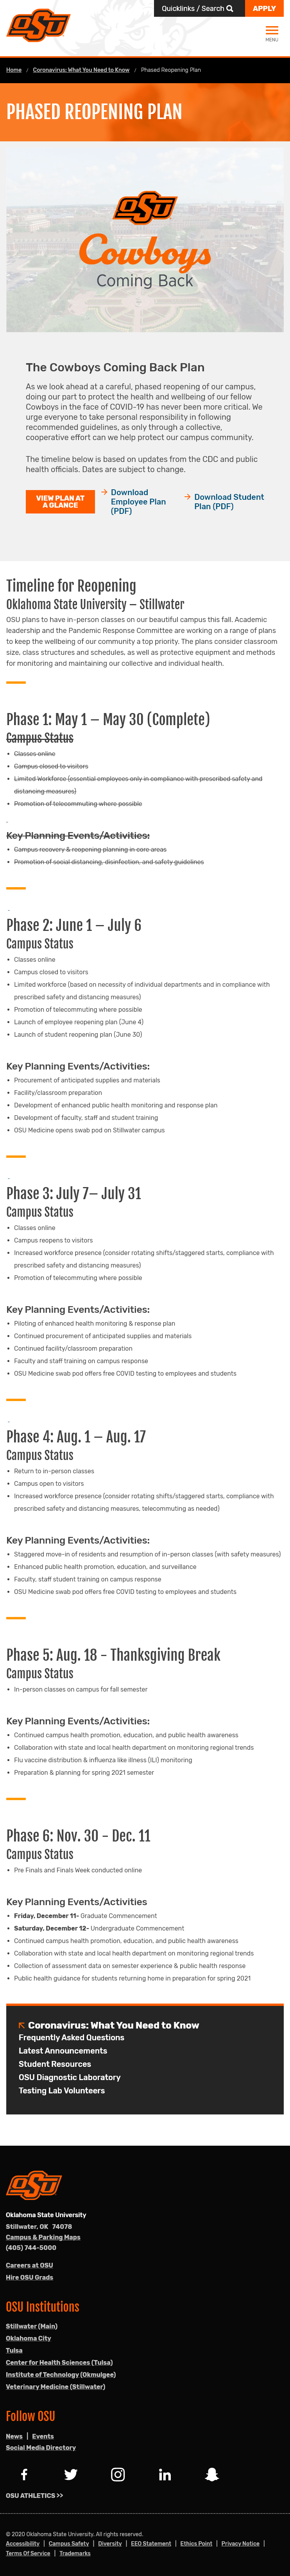 OSU
Quicklinks / Search
APPLY
MENU
Home / Coronavirus: What You Need to Know / Phased Reopening Plan
PHASED REOPENING PLAN
OSU
Cowboys
Coming Back
The Cowboys Coming Back Plan
We as look ahead at a careful, phased reopening of our campus,
doing our part to protect the health and wellbeing of our fellow
Cowboys in the face of COVID-19 has never been more critical. We
urge everyone to take personal responsibility in following
recommended guidelines, and through a collective,
cooperative effort can we help protect our campus community.
The timeline below is based on updates from the CDC and public
health officials. Dates are subject to change.
VIEW PLAN AT
A GLANCE
Download
Employee Plan
(PDF)
Download Student
Plan (PDF)
Timeline for Reopening
Oklahoma State University – Stillwater
OSU plans to have in-person classes on our beautiful campus this fall. Academic
leadership and the Pandemic Response Committee are working on a range of plans
to keep the wellbeing of our community a top priority. The plans consider classroom
size, class structures and schedules, as well as protective equipment and methods
for monitoring and maintaining our collective and individual health.
Phase 1: May 1 – May 30 (Complete)
Campus Status
Classes online
Campus closed to visitors
Limited Workforce (essential employees only in compliance with prescribed safety and
distancing measures)
Promotion of telecommuting where possible
Key Planning Events/Activities:
Campus recovery & reopening planning in core areas
Promotion of social distancing, disinfection, and safety guidelines
Phase 2: June 1 – July 6
Campus Status
Classes online
Campus closed to visitors
Limited workforce (based on necessity of individual departments and in compliance with
prescribed safety and distancing measures)
Promotion of telecommuting where possible
Launch of employee reopening plan (June 4)
Launch of student reopening plan (June 30)
Key Planning Events/Activities:
Procurement of anticipated supplies and materials
Facility/classroom preparation
Development of enhanced public health monitoring and response plan
Development of faculty, staff and student training
OSU Medicine opens swab pod on Stillwater campus
Phase 3: July 7– July 31
Campus Status
Classes online
Campus reopens to visitors
Increased workforce presence (consider rotating shifts/staggered starts, compliance with
prescribed safety and distancing measures)
Promotion of telecommuting where possible
Key Planning Events/Activities:
Piloting of enhanced health monitoring & response plan
Continued procurement of anticipated supplies and materials
Continued facility/classroom preparation
Faculty and staff training on campus response
OSU Medicine swab pod offers free COVID testing to employees and students
Phase 4: Aug. 1 – Aug. 17
Campus Status
Return to in-person classes
Campus open to visitors
Increased workforce presence (consider rotating shifts/staggered starts, compliance with
prescribed safety and distancing measures, telecommuting as needed)
Key Planning Events/Activities:
Staggered move-in of residents and resumption of in-person classes (with safety measures)
Enhanced public health promotion, education, and surveillance
Faculty, staff student training on campus response
OSU Medicine swab pod offers free COVID testing to employees and students
Phase 5: Aug. 18 - Thanksgiving Break
Campus Status
In-person classes on campus for fall semester
Key Planning Events/Activities:
Continued campus health promotion, education, and public health awareness
Collaboration with state and local health department on monitoring regional trends
Flu vaccine distribution & influenza like illness (ILI) monitoring
Preparation & planning for spring 2021 semester
Phase 6: Nov. 30 - Dec. 11
Campus Status
Pre Finals and Finals Week conducted online
Key Planning Events/Activities
Friday, December 11- Graduate Commencement
Saturday, December 12- Undergraduate Commencement
Continued campus health promotion, education, and public health awareness
Collaboration with state and local health department on monitoring regional trends
Collection of assessment data on semester experience & public health response
Public health guidance for students returning home in preparation for spring 2021
Coronavirus: What You Need to Know
Frequently Asked Questions
Latest Announcements
Student Resources
OSU Diagnostic Laboratory
Testing Lab Volunteers
OSU
Oklahoma State University
Stillwater, OK 74078
Campus & Parking Maps
(405) 744-5000
Careers at OSU
Hire OSU Grads
OSU Institutions
Stillwater (Main)
Oklahoma City
Tulsa
Center for Health Sciences (Tulsa)
Institute of Technology (Okmulgee)
Veterinary Medicine (Stillwater)
Follow OSU
News | Events
Social Media Directory
OSU ATHLETICS >>
© 2020 Oklahoma State University. All rights reserved.
Accessibility | Campus Safety | Diversity | EEO Statement | Ethics Point | Privacy Notice |
Terms Of Service | Trademarks